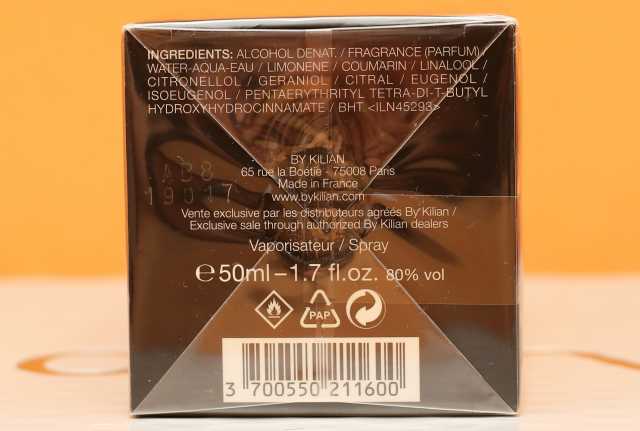 INGREDIENTS: ALCOHOL DENAT. / FRAGRANCE (PARFUM) /
WATER-AQUA-EAU / LIMONENE / COUMARIN / LINALOOL /
CITRONELLOL / GERANIOL / CITRAL / EUGENOL /
ISOEUGENOL / PENTAERYTHRITYL TETRA-DI-T-BUTYL
HYDROXYHYDROCINNAMATE / BHT <ILN45293>
BY KILIAN
65 rue la Boétie - 75008 Paris
Made in France
www.bykilian.com
19017
Vente exclusive par les distributeurs agréés By Kilian /
Exclusive sale through authorized By Kilian dealers
Vaporisateur / Spray
℮50ml – 1.7 fl.oz. 80% vol
PAP
3 700550 211600